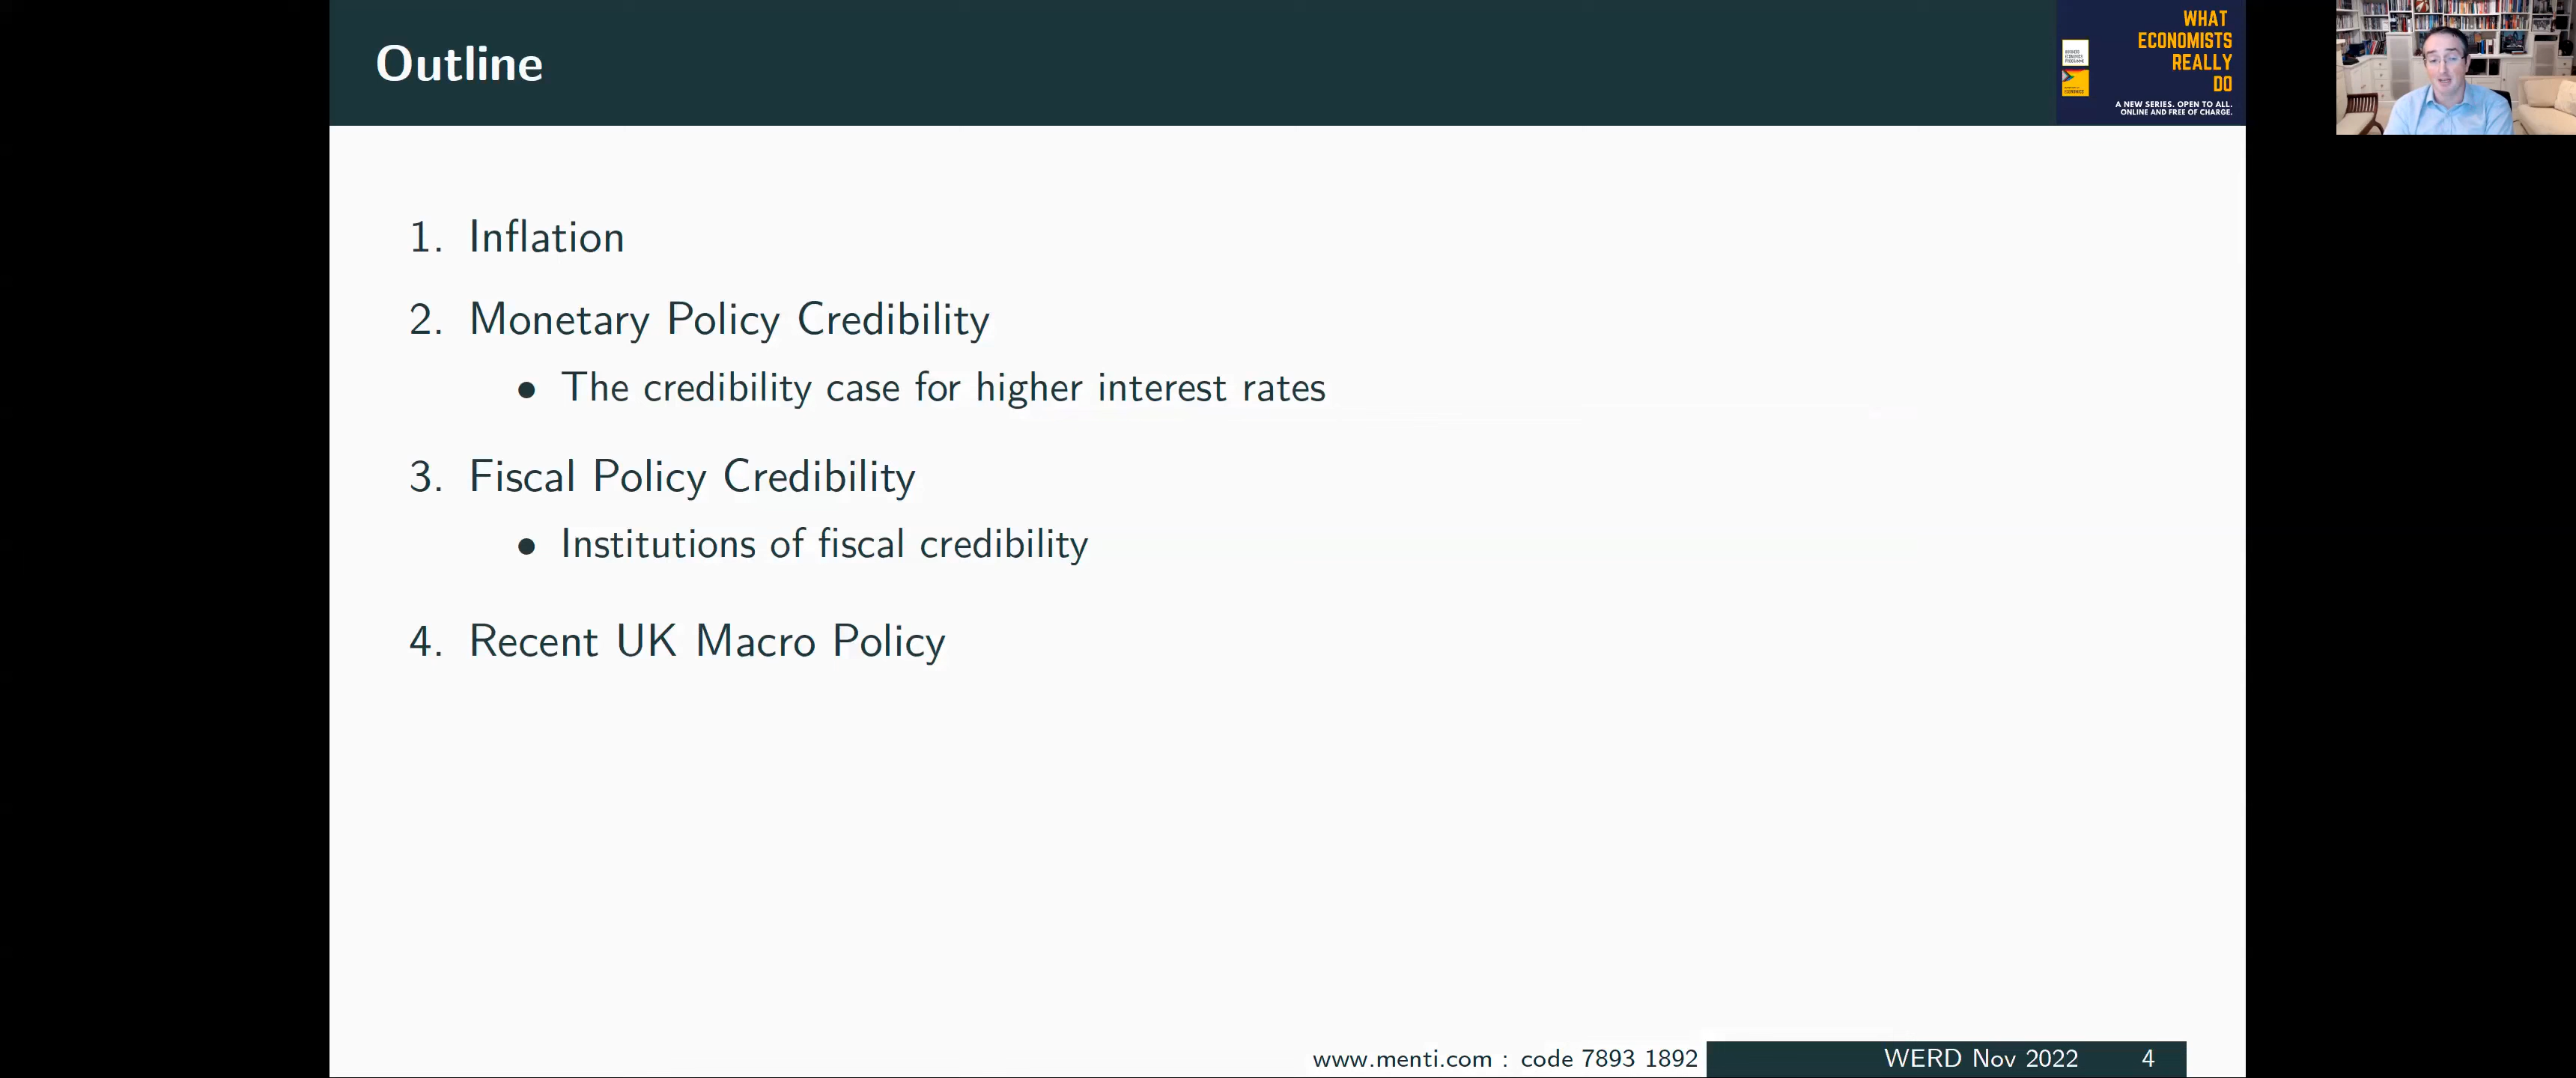 Outline
WHAT
ECONOMISTS
REALLY
DO
A NEW SERIES. OPEN TO ALL.
ONLINE AND FREE OF CHARGE.
1. Inflation
2. Monetary Policy Credibility
• The credibility case for higher interest rates
3. Fiscal Policy Credibility
• Institutions of fiscal credibility
4. Recent UK Macro Policy
www.menti.com : code 7893 1892
WERD Nov 2022 4